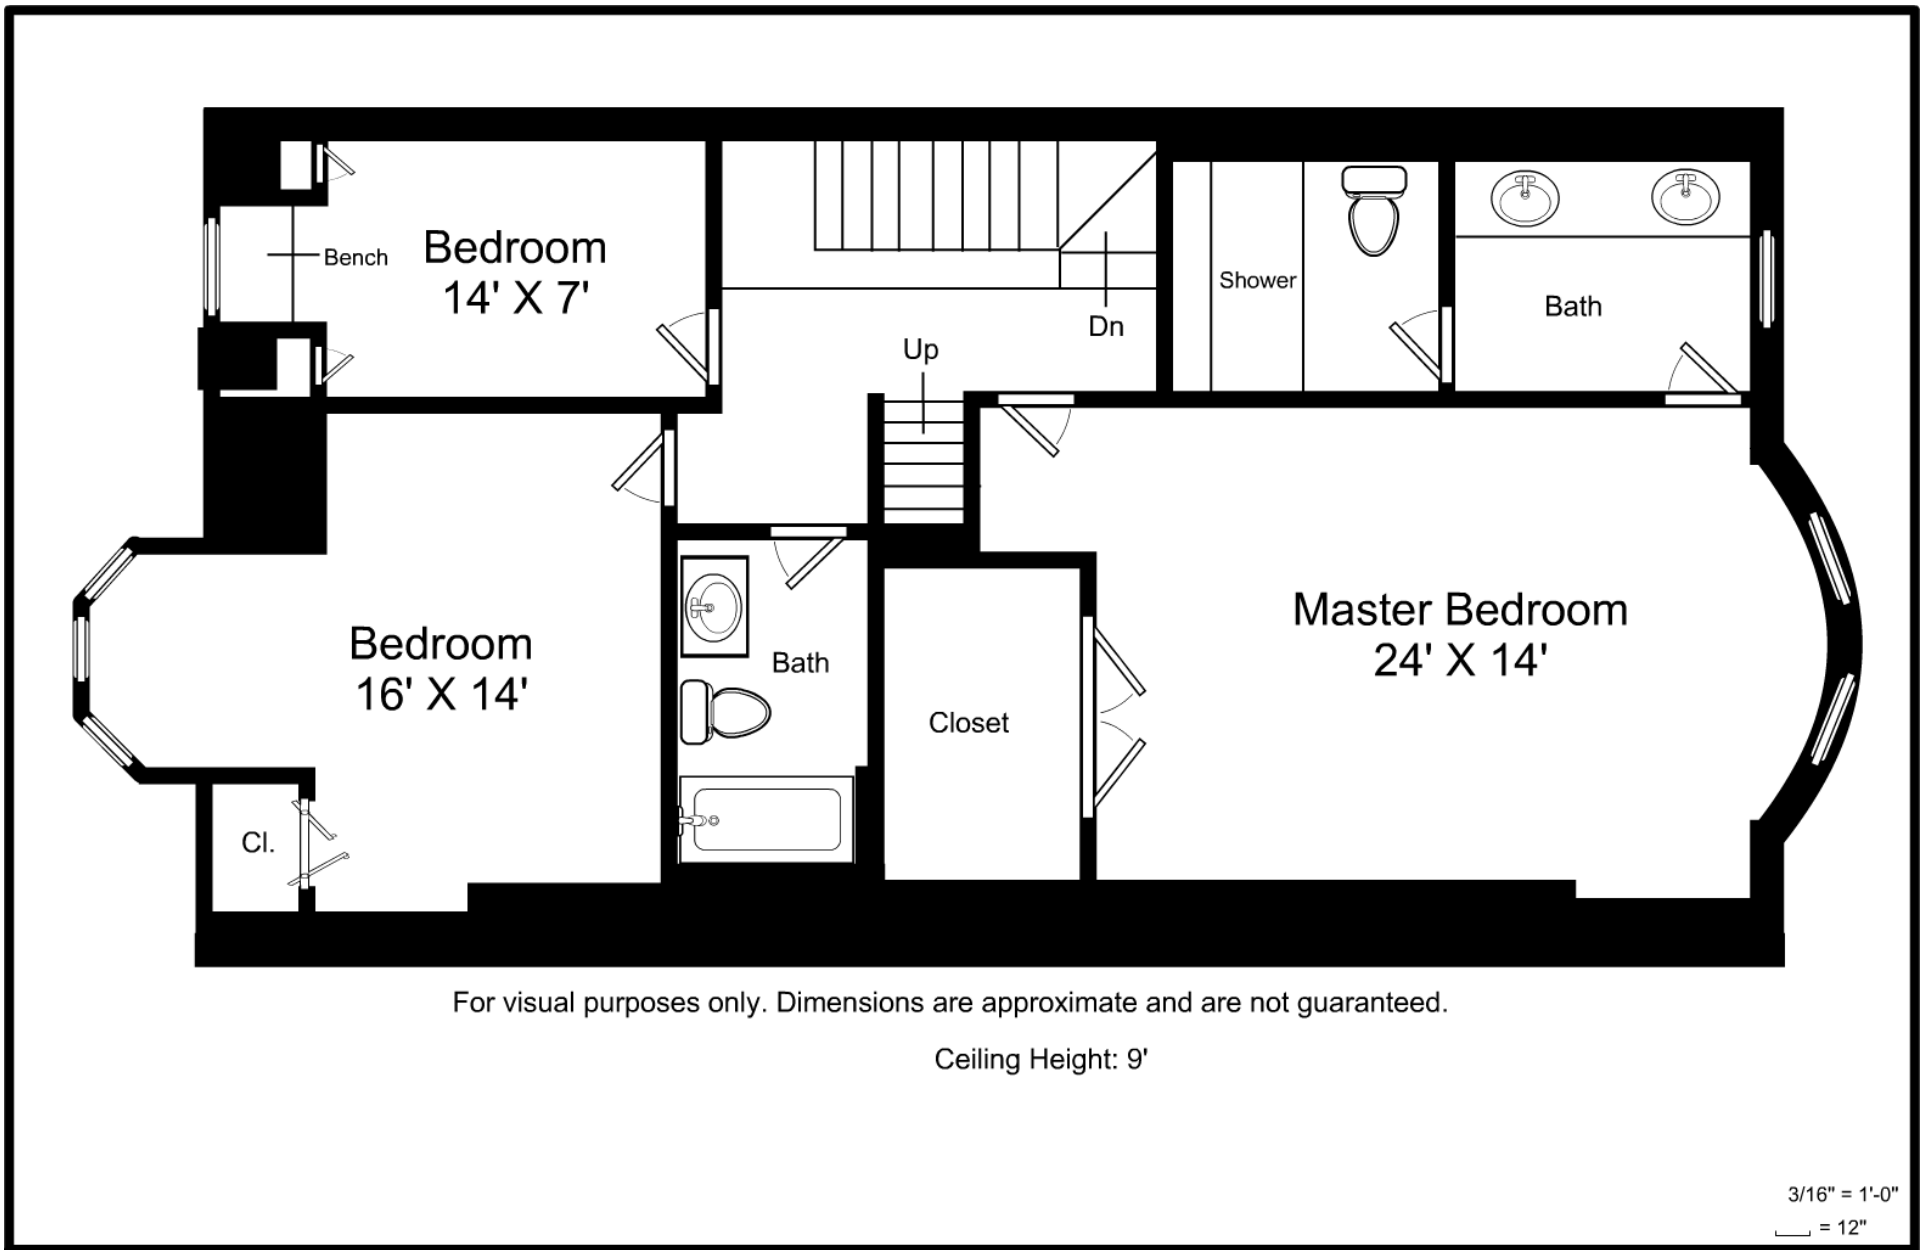 Bench
Bedroom
14' X 7'
Up
Dn
Shower
Bath
Bedroom
16' X 14'
Bath
Closet
Master Bedroom
24' X 14'
Cl.
For visual purposes only. Dimensions are approximate and are not guaranteed.
Ceiling Height: 9'
3/16" = 1'-0"
= 12"